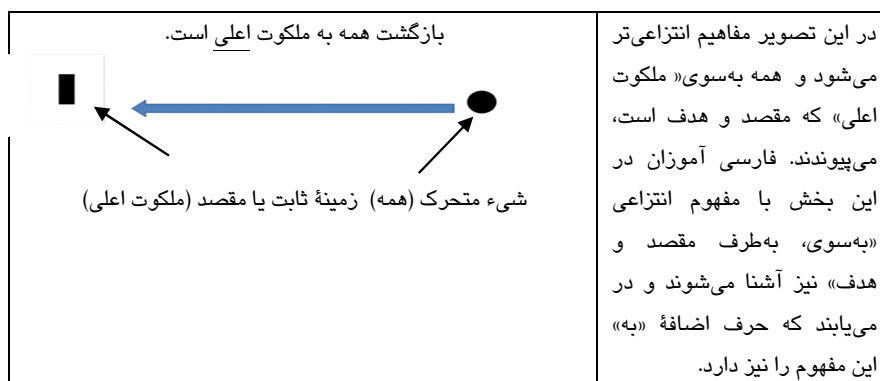 در این تصویر مفاهیم انتزاعی‌تر
می‌شود و همه به‌سوی« ملکوت
اعلی» که مقصد و هدف است،
می‌پیوندند. فارسی آموزان در
این بخش با مفهوم انتزاعی
«به‌سوی، به‌طرف مقصد و
هدف» نیز آشنا می‌شوند و در
می‌یابند که حرف اضافۀ «به»
این مفهوم را نیز دارد.
بازگشت همه به ملکوت اعلی است.
شیء متحرک (همه) زمینۀ ثابت یا مقصد (ملکوت اعلی)